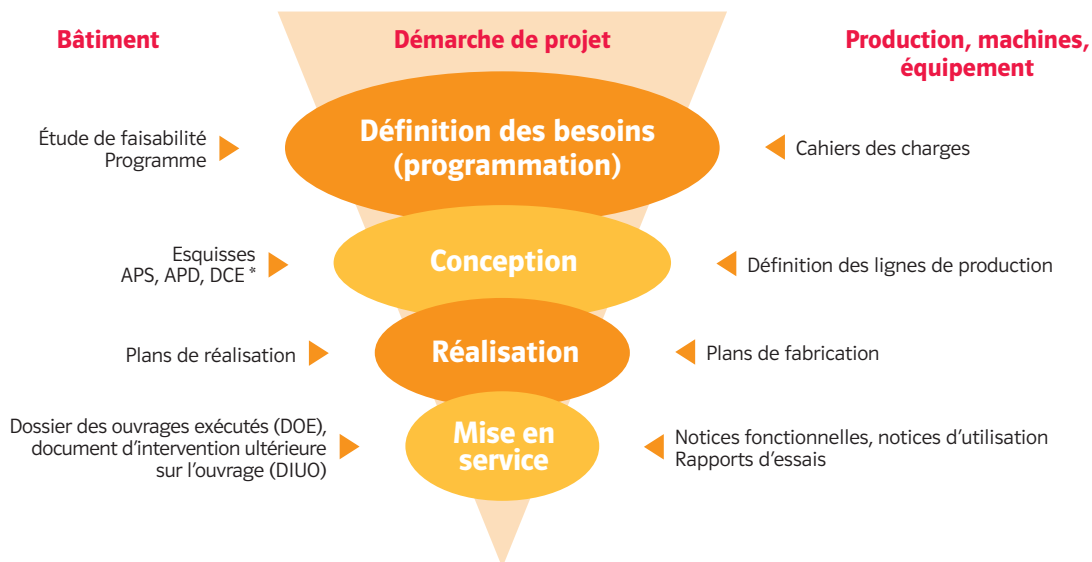 Bâtiment
Démarche de projet
Production, machines,
équipement
Étude de faisabilité
Programme
Définition des besoins
(programmation)
Cahiers des charges
Esquisses
APS, APD, DCE *
Conception
Définition des lignes de production
Plans de réalisation
Réalisation
Plans de fabrication
Dossier des ouvrages exécutés (DOE),
document d’intervention ultérieure
sur l’ouvrage (DIUO)
Mise en
service
Notices fonctionnelles, notices d’utilisation
Rapports d’essais